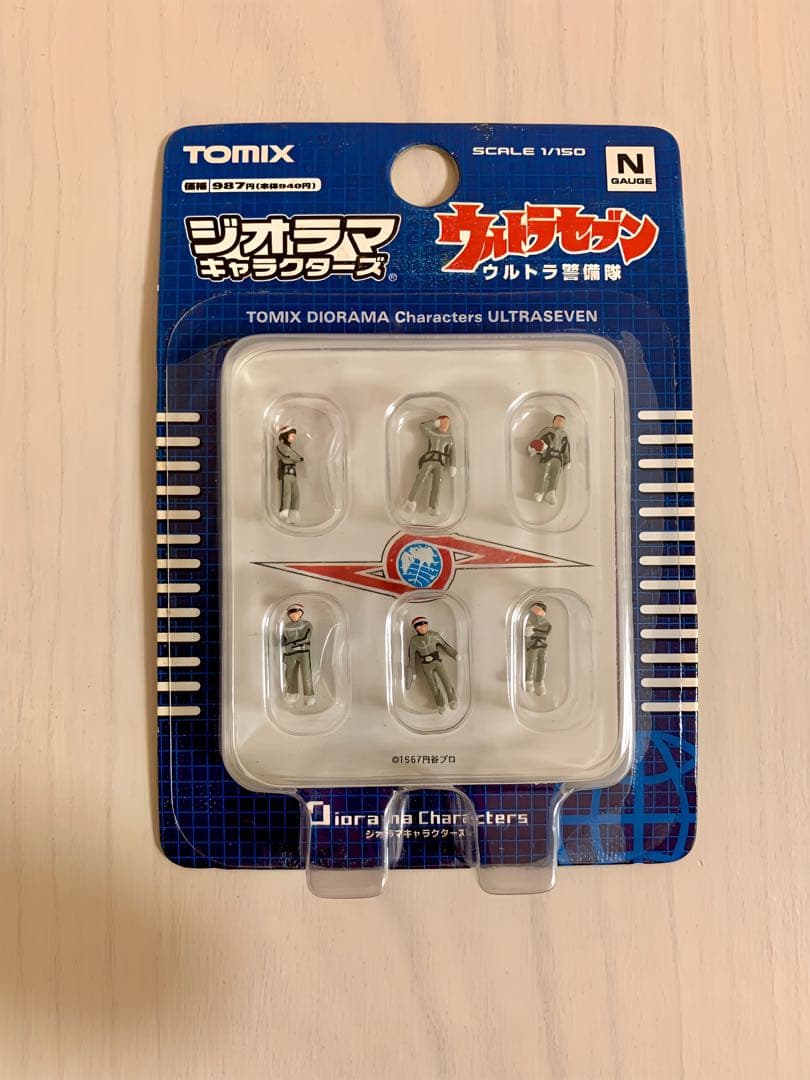 TOMIX
SCALE 1/150
N
GAUGE
価格 987円(本体940円)
ジオラマ
キャラクターズ®
ウルトラセブン
ウルトラ警備隊
TOMIX DIORAMA Characters ULTRASEVEN
©1967円谷プロ
Diorama Characters
ジオラマキャラクターズ